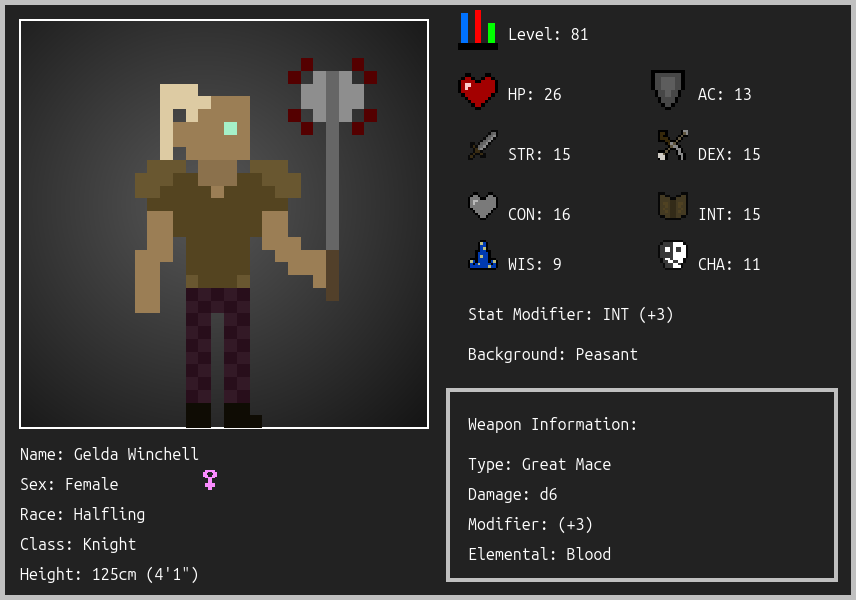 Level: 81
HP: 26
AC: 13
STR: 15
DEX: 15
CON: 16
INT: 15
WIS: 9
CHA: 11
Stat Modifier: INT (+3)
Background: Peasant
Weapon Information:
Type: Great Mace
Damage: d6
Modifier: (+3)
Elemental: Blood
Name: Gelda Winchell
Sex: Female
Race: Halfling
Class: Knight
Height: 125cm (4'1")